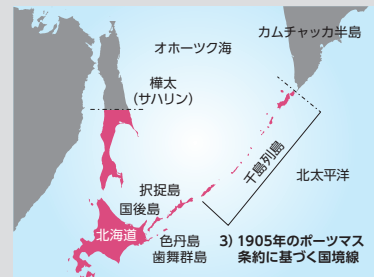 カムチャッカ半島
オホーツク海
樺太
（サハリン）
千島列島
北太平洋
択捉島
国後島
北海道
色丹島
歯舞群島
3）1905年のポーツマス
条約に基づく国境線